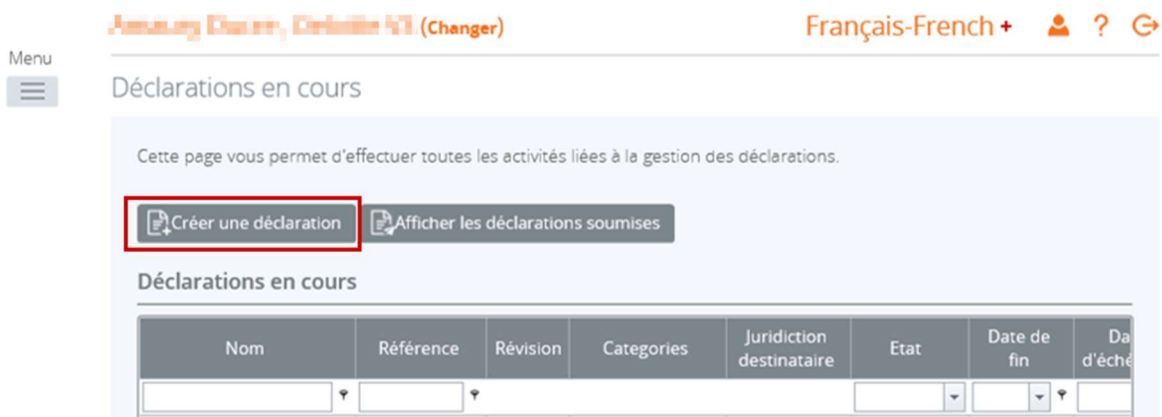 (Changer)
Français-French +
?
Menu
Déclarations en cours
Cette page vous permet d'effectuer toutes les activités liées à la gestion des déclarations.
Créer une déclaration
Afficher les déclarations soumises
Déclarations en cours
Nom
Référence
Révision
Categories
Juridiction
destinataire
Etat
Date de
fin
Da
d'éché